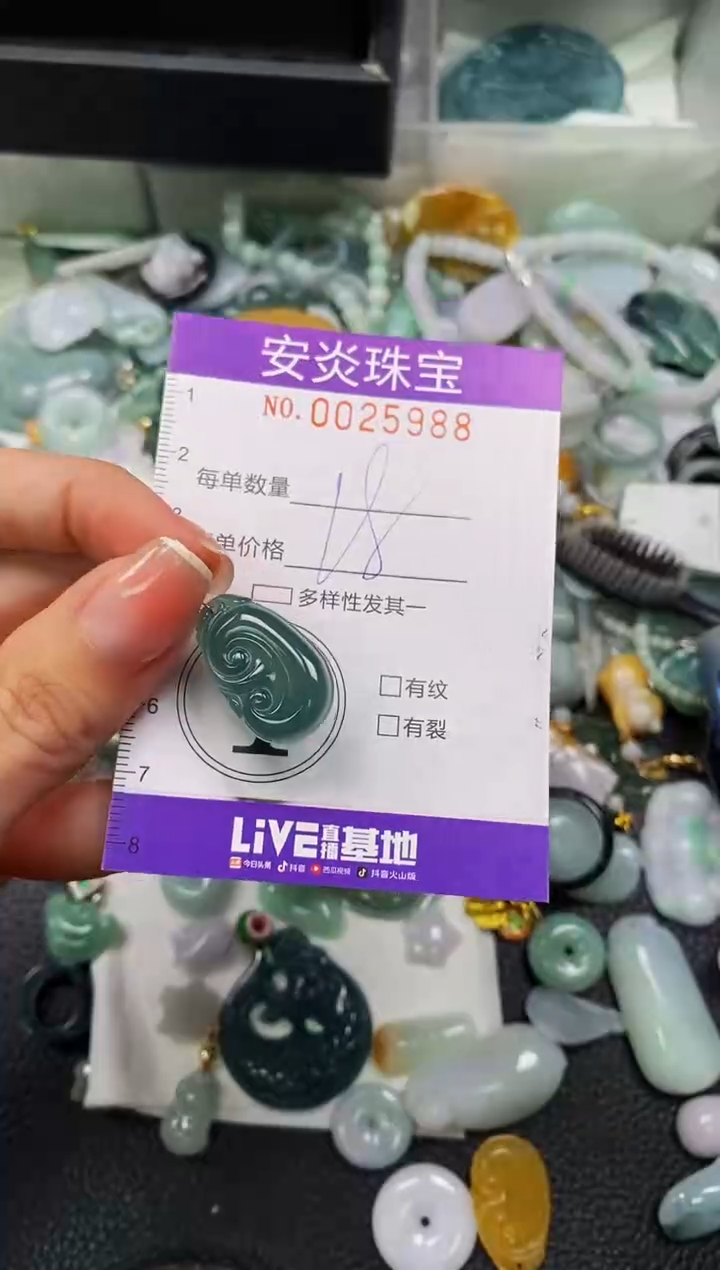 安炎珠宝
NO. 0025988
1
2
每单数量
18
单价格
多样性发其一
有纹
6
有裂
7
8
LiVE直播基地
今日头条 抖音 西瓜视频 抖音火山版